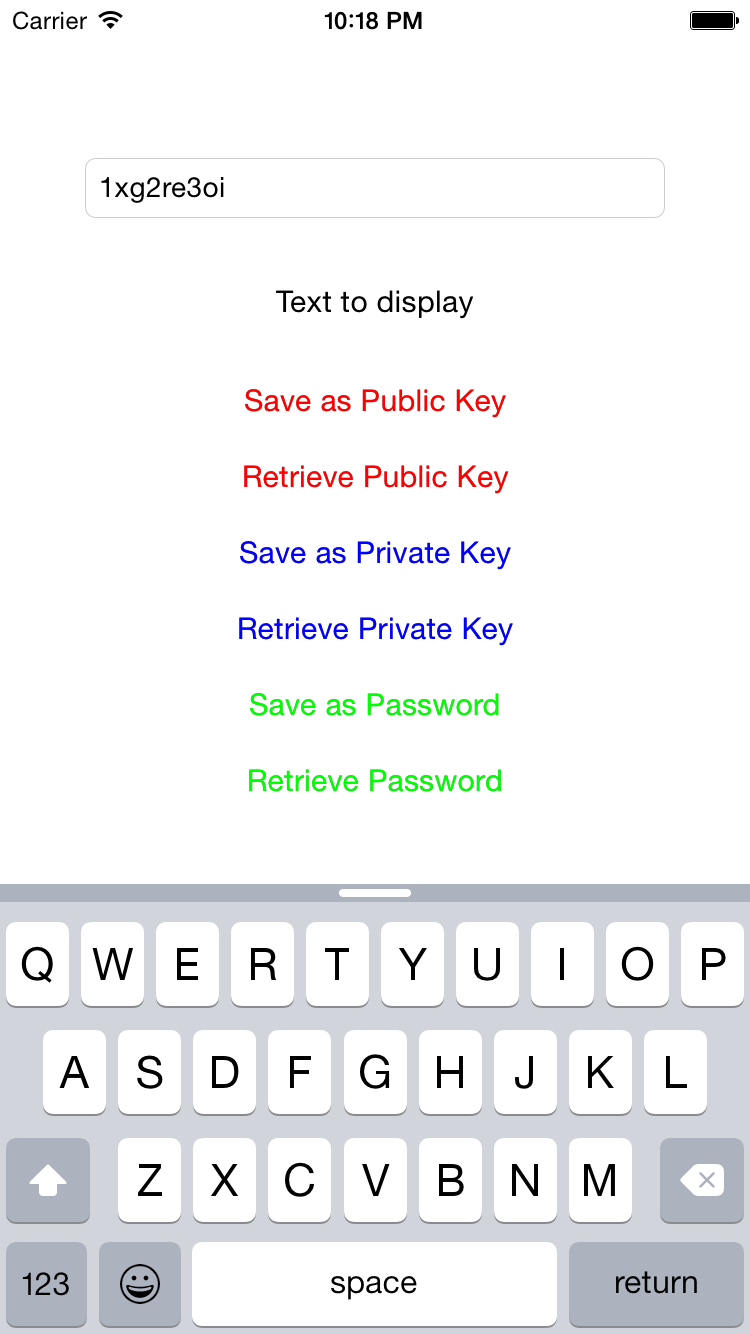 Carrier 10:18 PM
1xg2re3oi
Text to display
Save as Public Key
Retrieve Public Key
Save as Private Key
Retrieve Private Key
Save as Password
Retrieve Password
Q W E R T Y U I O P
A S D F G H J K L
Z X C V B N M
123 space return